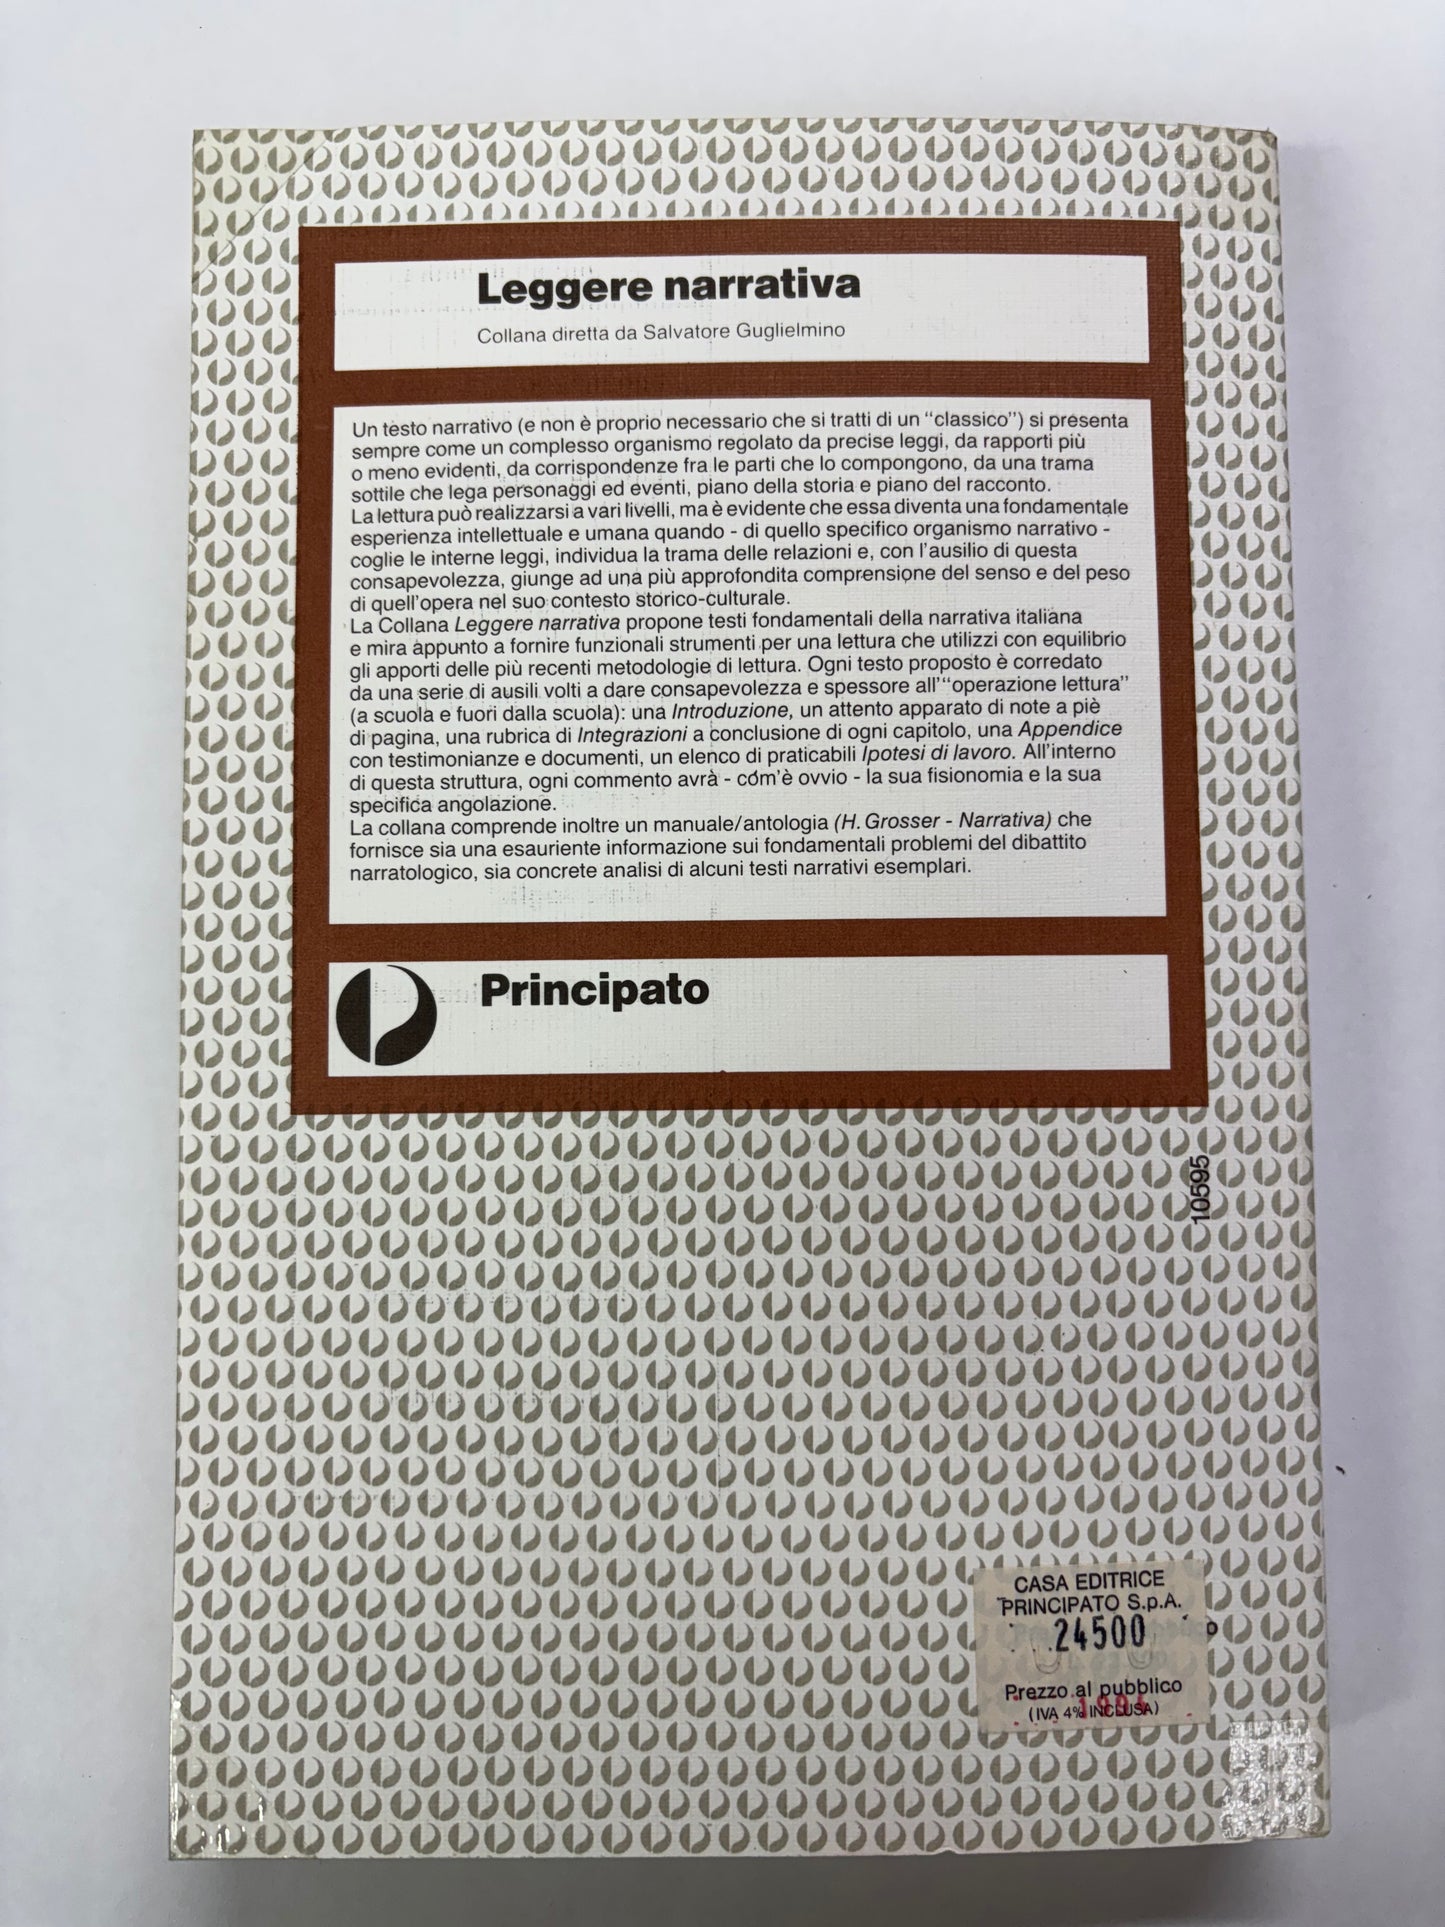 Leggere narrativa
Collana diretta da Salvatore Guglielmino
Un testo narrativo (e non è proprio necessario che si tratti di un “classico”) si presenta
sempre come un complesso organismo regolato da precise leggi, da rapporti più
o meno evidenti, da corrispondenze fra le parti che lo compongono, da una trama
sottile che lega personaggi ed eventi, piano della storia e piano del racconto.
La lettura può realizzarsi a vari livelli, ma è evidente che essa diventa una fondamentale
esperienza intellettuale e umana quando - di quello specifico organismo narrativo -
coglie le interne leggi, individua la trama delle relazioni e, con l'ausilio di questa
consapevolezza, giunge ad una più approfondita comprensione del senso e del peso
di quell'opera nel suo contesto storico-culturale.
La Collana Leggere narrativa propone testi fondamentali della narrativa italiana
e mira appunto a fornire funzionali strumenti per una lettura che utilizzi con equilibrio
gli apporti delle più recenti metodologie di lettura. Ogni testo proposto è corredato
da una serie di ausili volti a dare consapevolezza e spessore all'“operazione lettura”
(a scuola e fuori dalla scuola): una Introduzione, un attento apparato di note a piè
di pagina, una rubrica di Integrazioni a conclusione di ogni capitolo, una Appendice
con testimonianze e documenti, un elenco di praticabili Ipotesi di lavoro. All'interno
di questa struttura, ogni commento avrà - com'è ovvio - la sua fisionomia e la sua
specifica angolazione.
La collana comprende inoltre un manuale/antologia (H. Grosser - Narrativa) che
fornisce sia una esauriente informazione sui fondamentali problemi del dibattito
narratologico, sia concrete analisi di alcuni testi narrativi esemplari.
Principato
10595
CASA EDITRICE
PRINCIPATO S.p.A.
24500
Prezzo al pubblico
(IVA 4% INCLUSA)